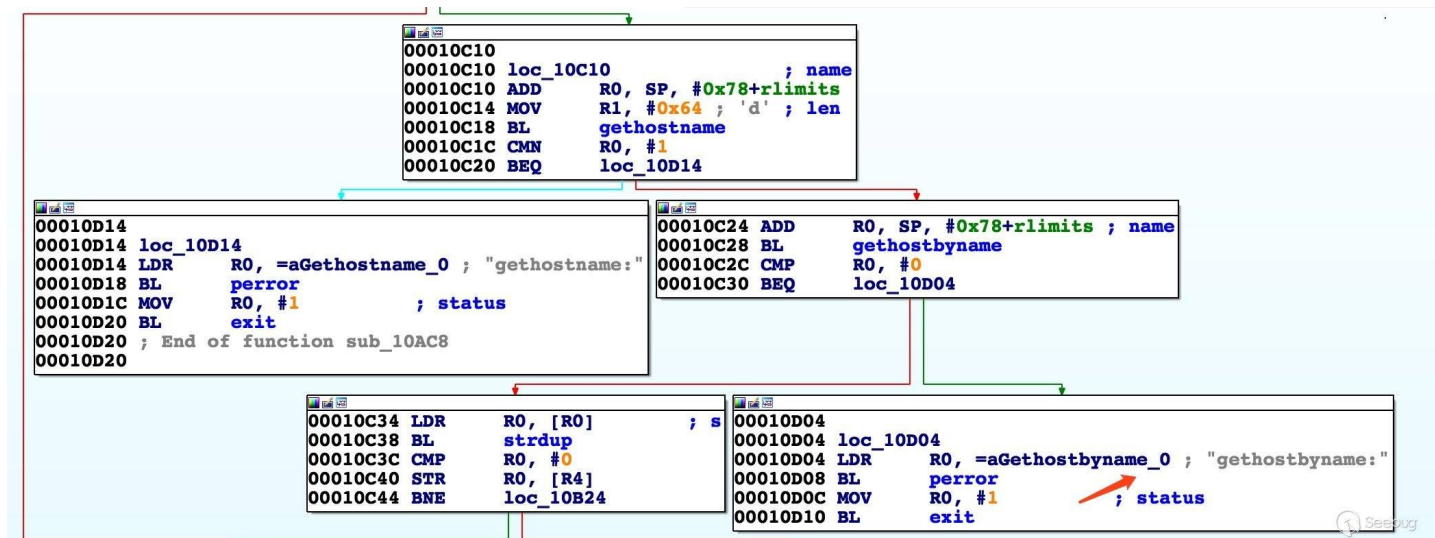 00010C10
00010C10 loc_10C10 ; name
00010C10 ADD R0, SP, #0x78+rlimits
00010C14 MOV R1, #0x64 ; 'd' ; len
00010C18 BL gethostname
00010C1C CMN R0, #1
00010C20 BEQ loc_10D14
00010D14
00010D14 loc_10D14
00010D14 LDR R0, =aGethostname_0 ; "gethostname:"
00010D18 BL perror
00010D1C MOV R0, #1 ; status
00010D20 BL exit
00010D20 ; End of function sub_10AC8
00010D20
00010C24 ADD R0, SP, #0x78+rlimits ; name
00010C28 BL gethostbyname
00010C2C CMP R0, #0
00010C30 BEQ loc_10D04
00010C34 LDR R0, [R0] ; s
00010C38 BL strdup
00010C3C CMP R0, #0
00010C40 STR R0, [R4]
00010C44 BNE loc_10B24
00010D04
00010D04 loc_10D04
00010D04 LDR R0, =aGethostbyname_0 ; "gethostbyname:"
00010D08 BL perror
00010D0C MOV R0, #1 ; status
00010D10 BL exit
Seebug